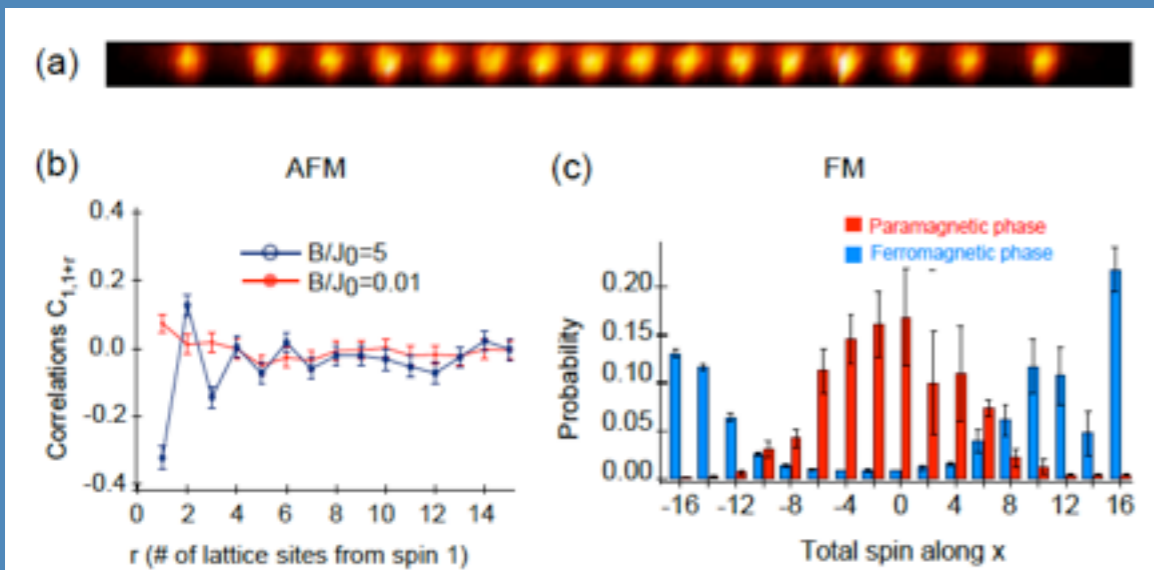 (a)
(b) AFM
0.4
0.2
0.0
-0.2
-0.4
Correlations C1,1+r
B/J0=5
B/J0=0.01
0 2 4 6 8 10 12 14
r (# of lattice sites from spin 1)
(c) FM
Paramagnetic phase
Ferromagnetic phase
0.20
0.15
0.10
0.05
0.00
Probability
-16 -12 -8 -4 0 4 8 12 16
Total spin along x